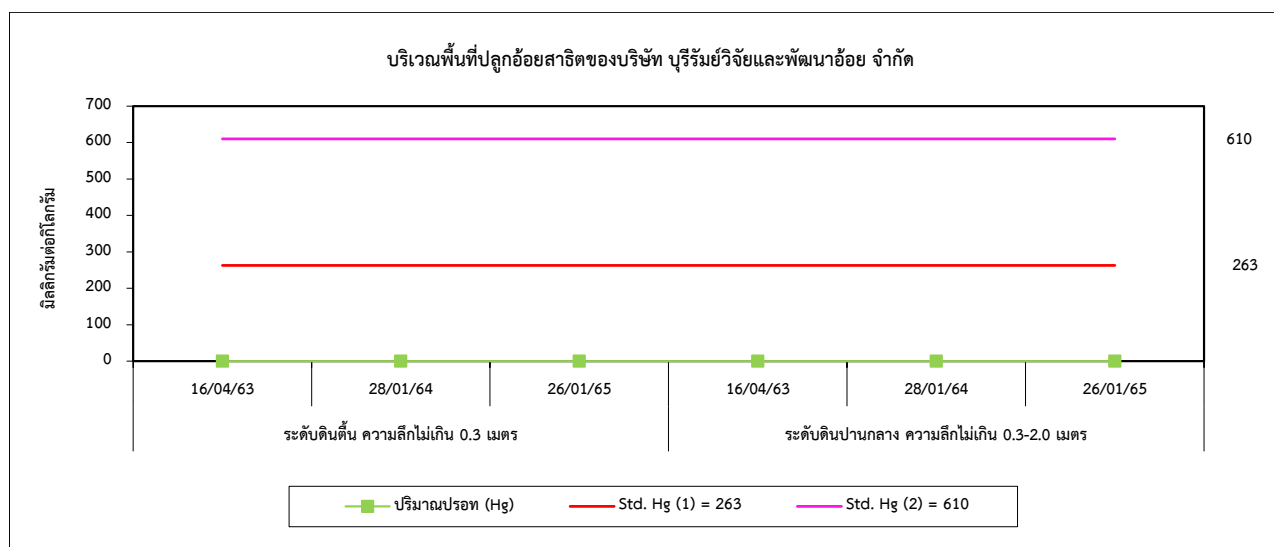 บริเวณพื้นที่ปลูกอ้อยสาธิตของบริษัท บุรีรัมย์วิจัยและพัฒนาอ้อย จำกัด
มิลลิกรัมต่อกิโลกรัม
700
600
500
400
300
200
100
0
610
263
16/04/63 28/01/64 26/01/65 16/04/63 28/01/64 26/01/65
ระดับดินตื้น ความลึกไม่เกิน 0.3 เมตร ระดับดินปานกลาง ความลึกไม่เกิน 0.3-2.0 เมตร
ปริมาณปรอท (Hg) Std. Hg (1) = 263 Std. Hg (2) = 610